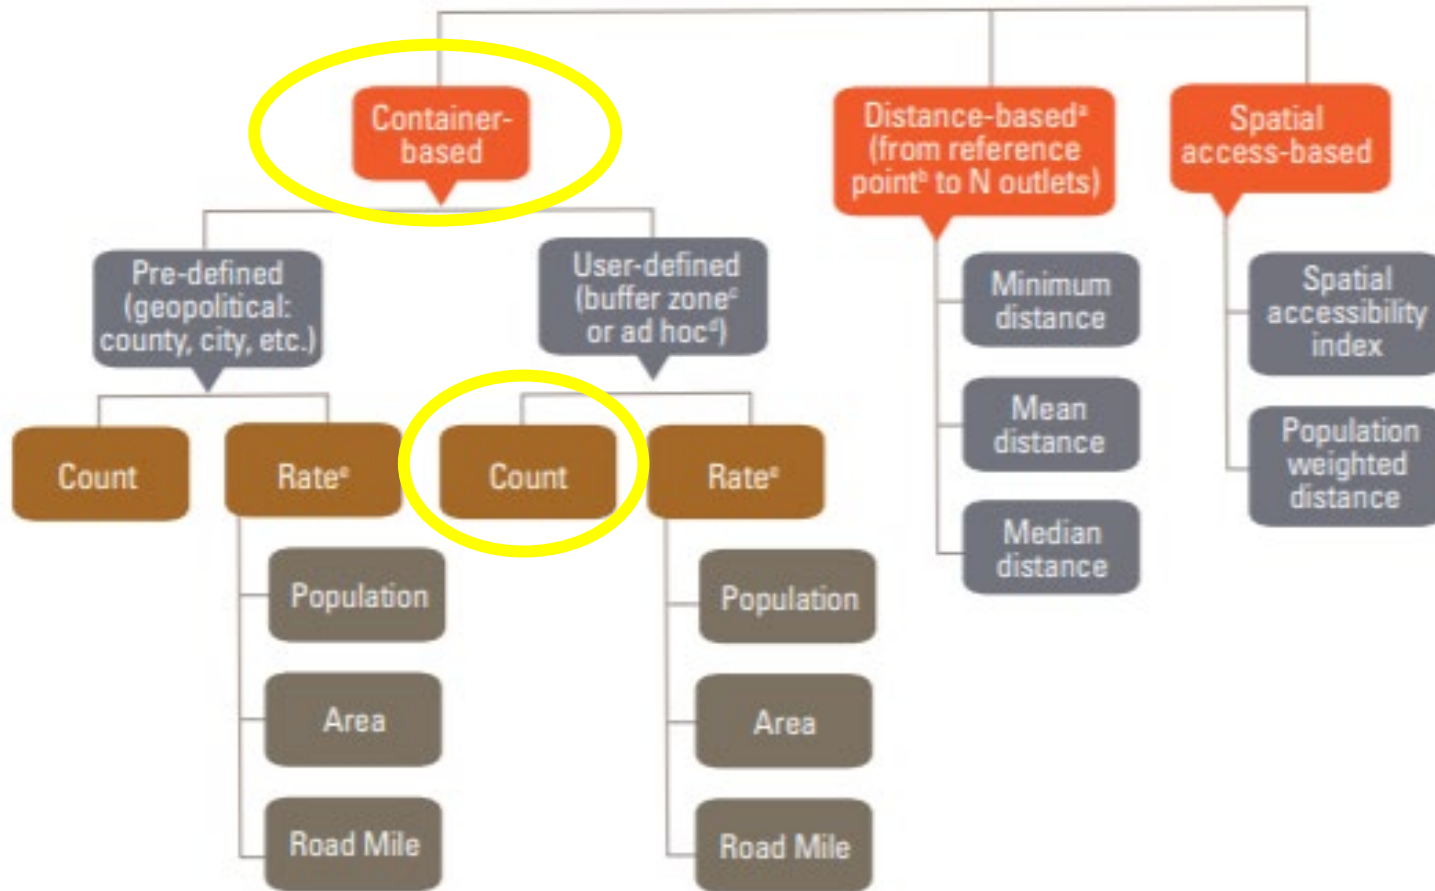 Container-
based
Distance-basedᵃ
(from reference
pointᵇ to N outlets)
Spatial
access-based
Pre-defined
(geopolitical:
county, city, etc.)
User-defined
(buffer zoneᶜ
or ad hocᵈ)
Minimum
distance
Mean
distance
Median
distance
Spatial
accessibility
index
Population
weighted
distance
Count
Rateᵉ
Count
Rateᵉ
Population
Area
Road Mile
Population
Area
Road Mile